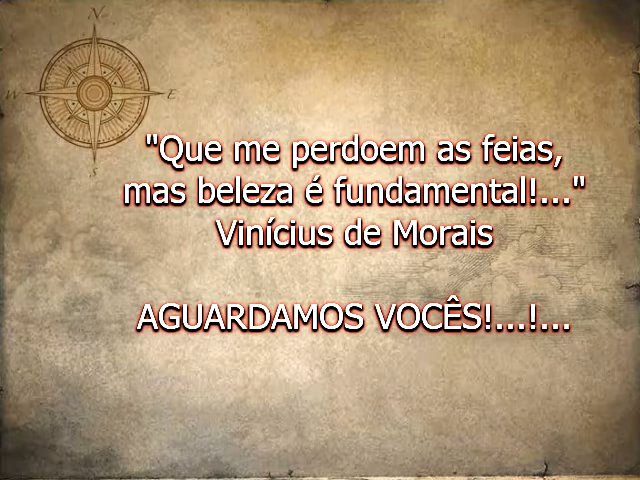 N
W E
S
"Que me perdoem as feias,
mas beleza é fundamental!..."
Vinícius de Morais
AGUARDAMOS VOCÊS!...!...